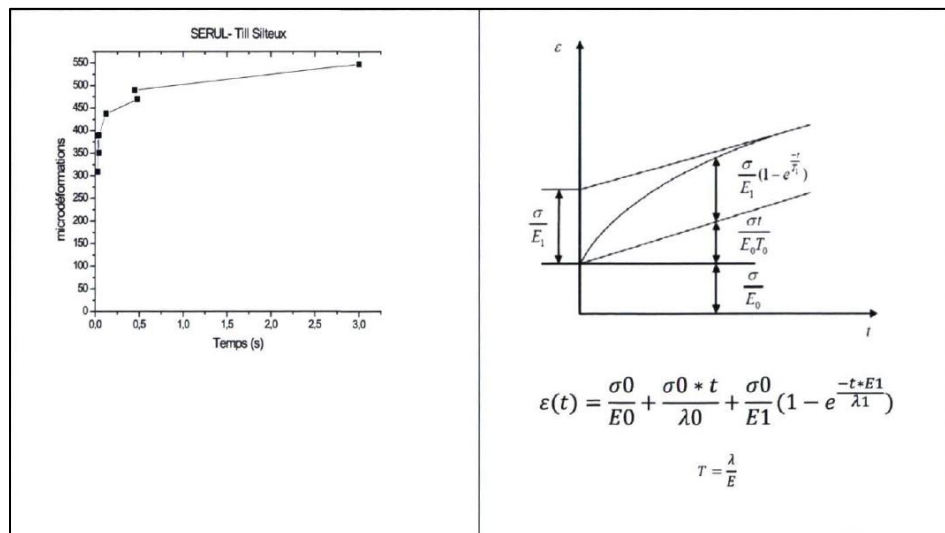 SERUL- Till Silteux
microdéformations
550
500
450
400
350
300
250
200
150
100
50
0
0,0 0,5 1,0 1,5 2,0 2,5 3,0
Temps (s)
ε
σ/E₁
σ/E₁(1−e^(−t/T₁))
σt/E₀T₀
σ/E₀
t
ε(t) = σ0/E0 + σ0 * t/λ0 + σ0/E1(1 − e^(−t*E1/λ1))
T = λ/E